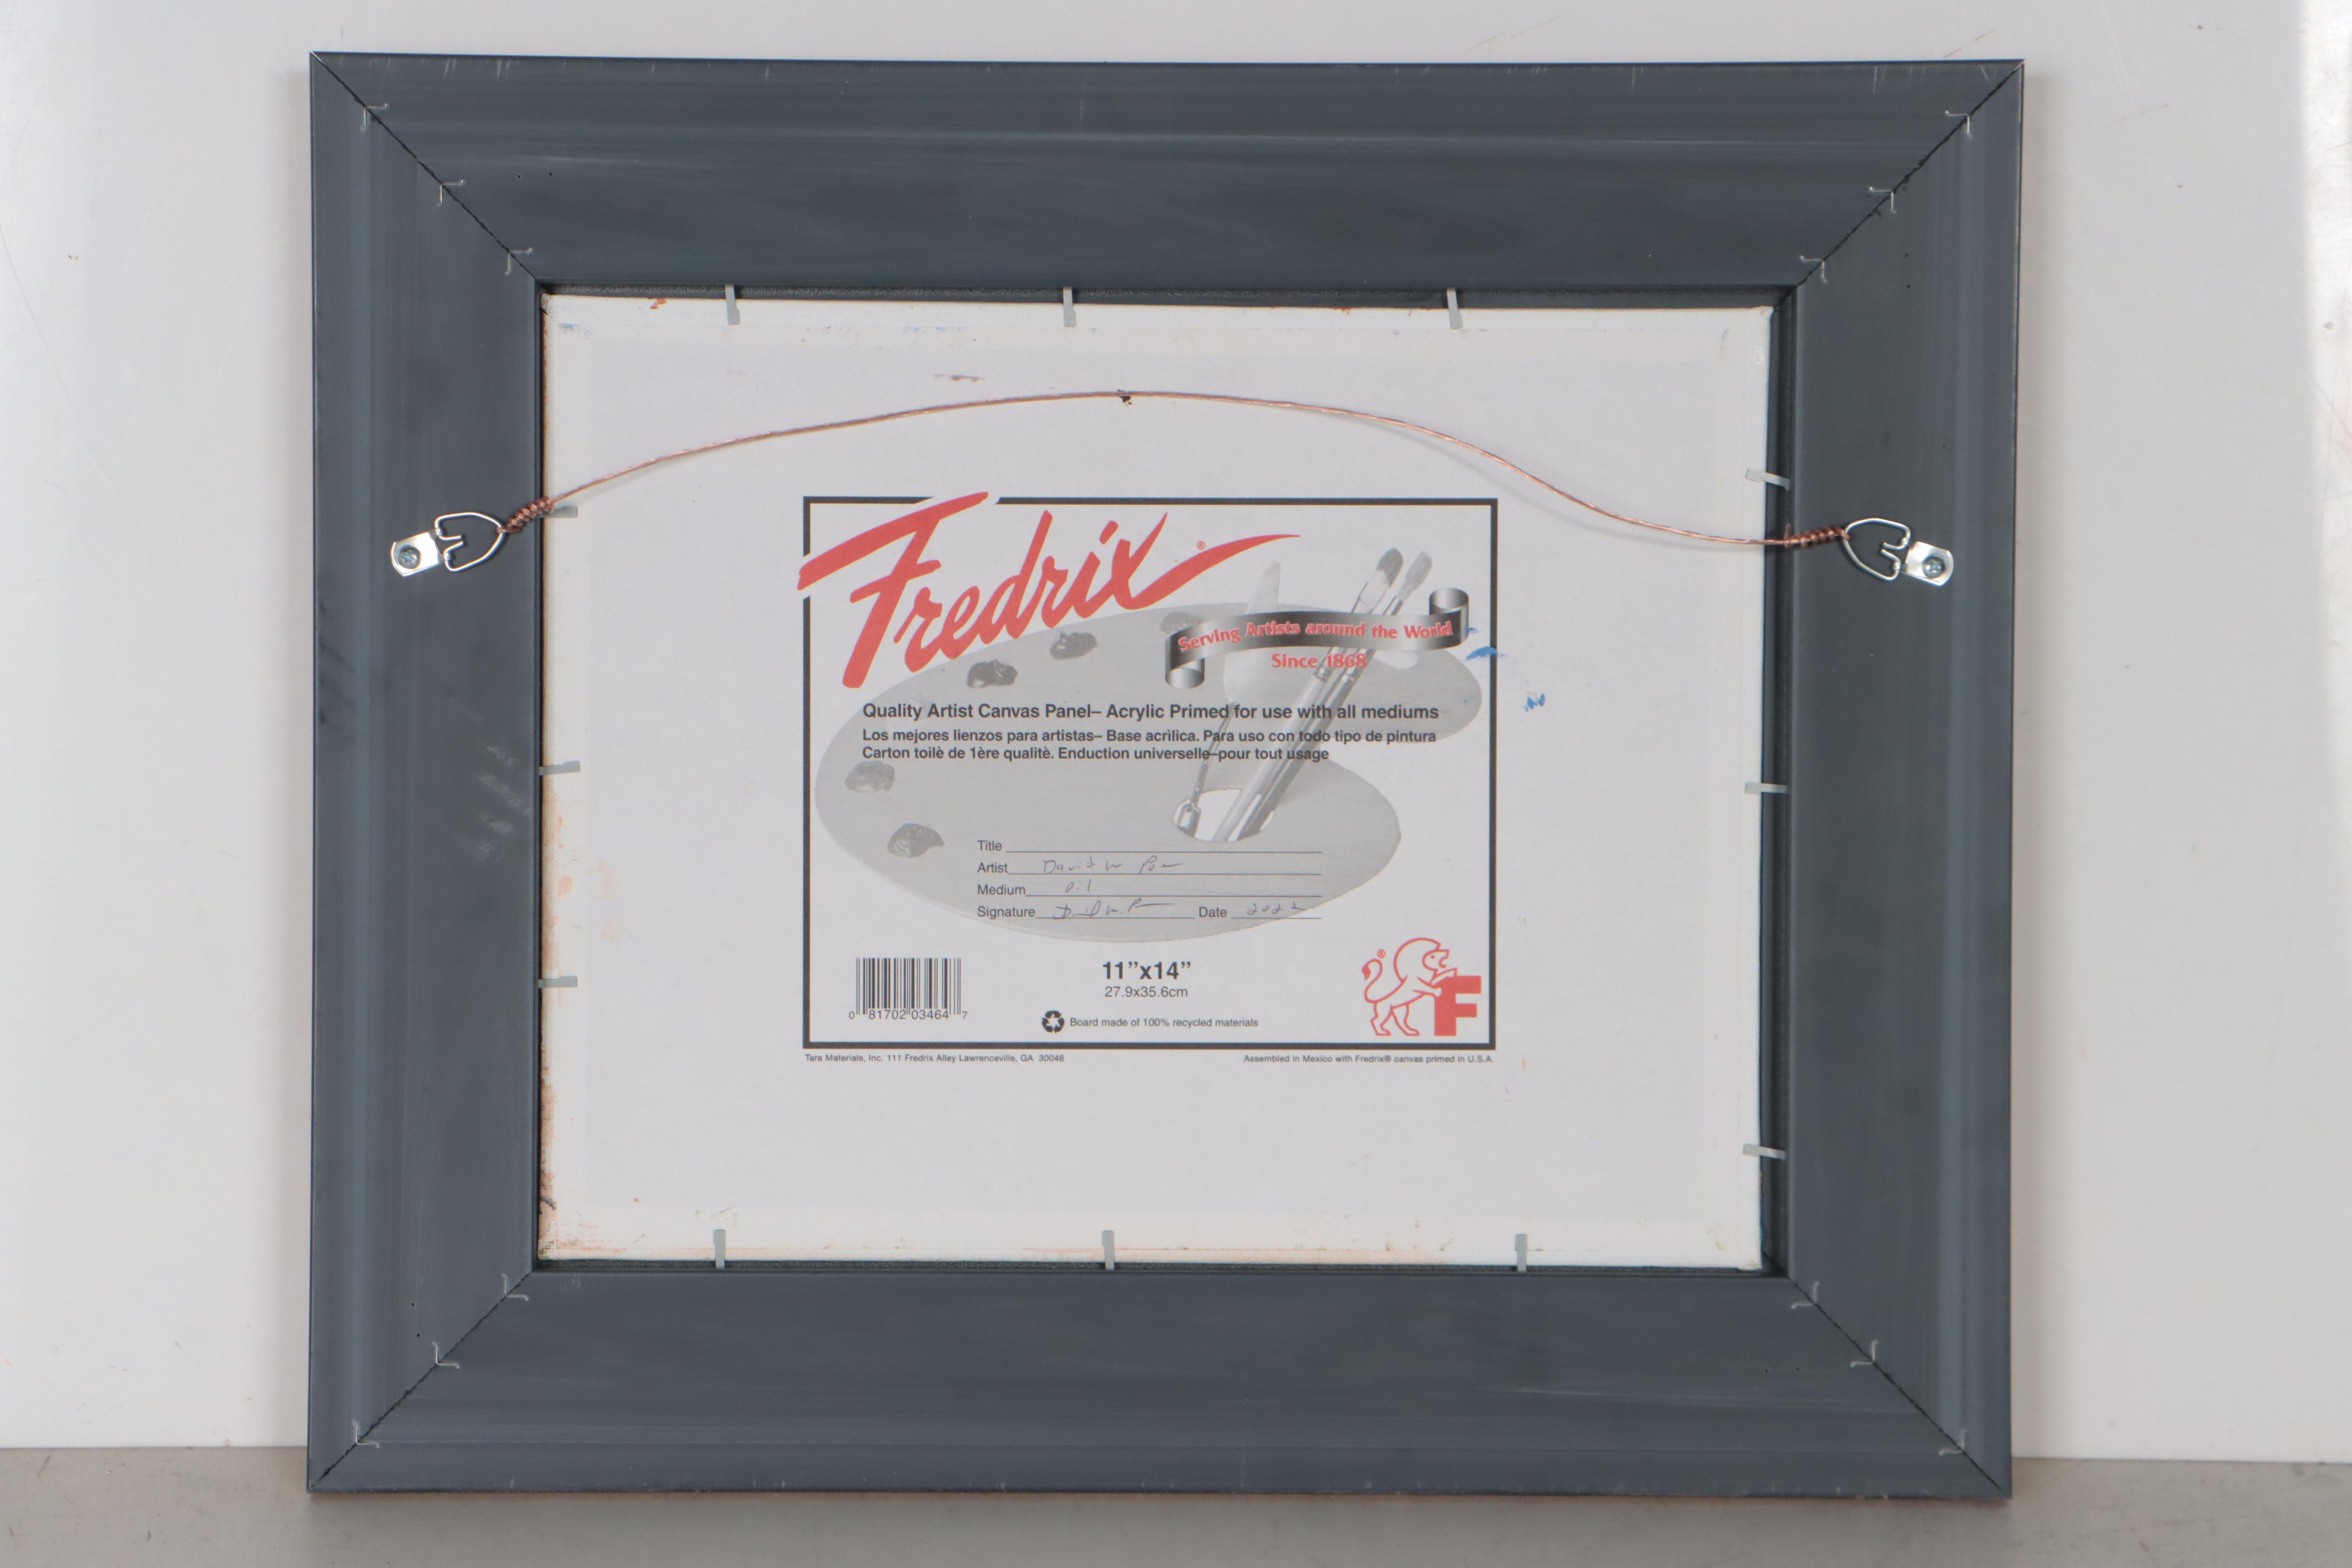 Fredrix®
Serving Artists around the World
Since 1868
Quality Artist Canvas Panel– Acrylic Primed for use with all mediums
Los mejores lienzos para artistas– Base acrìlica. Para uso con todo tipo de pintura
Carton toilè de 1ère qualitè. Enduction universelle–pour tout usage
Title
Artist David W
Medium oil
Signature Date 2022
11”x14”
27.9x35.6cm
0 81702 03464 7
Board made of 100% recycled materials
® F
Tara Materials, Inc. 111 Fredrix Alley Lawrenceville, GA 30046
Assembled in Mexico with Fredrix® canvas primed in U.S.A.